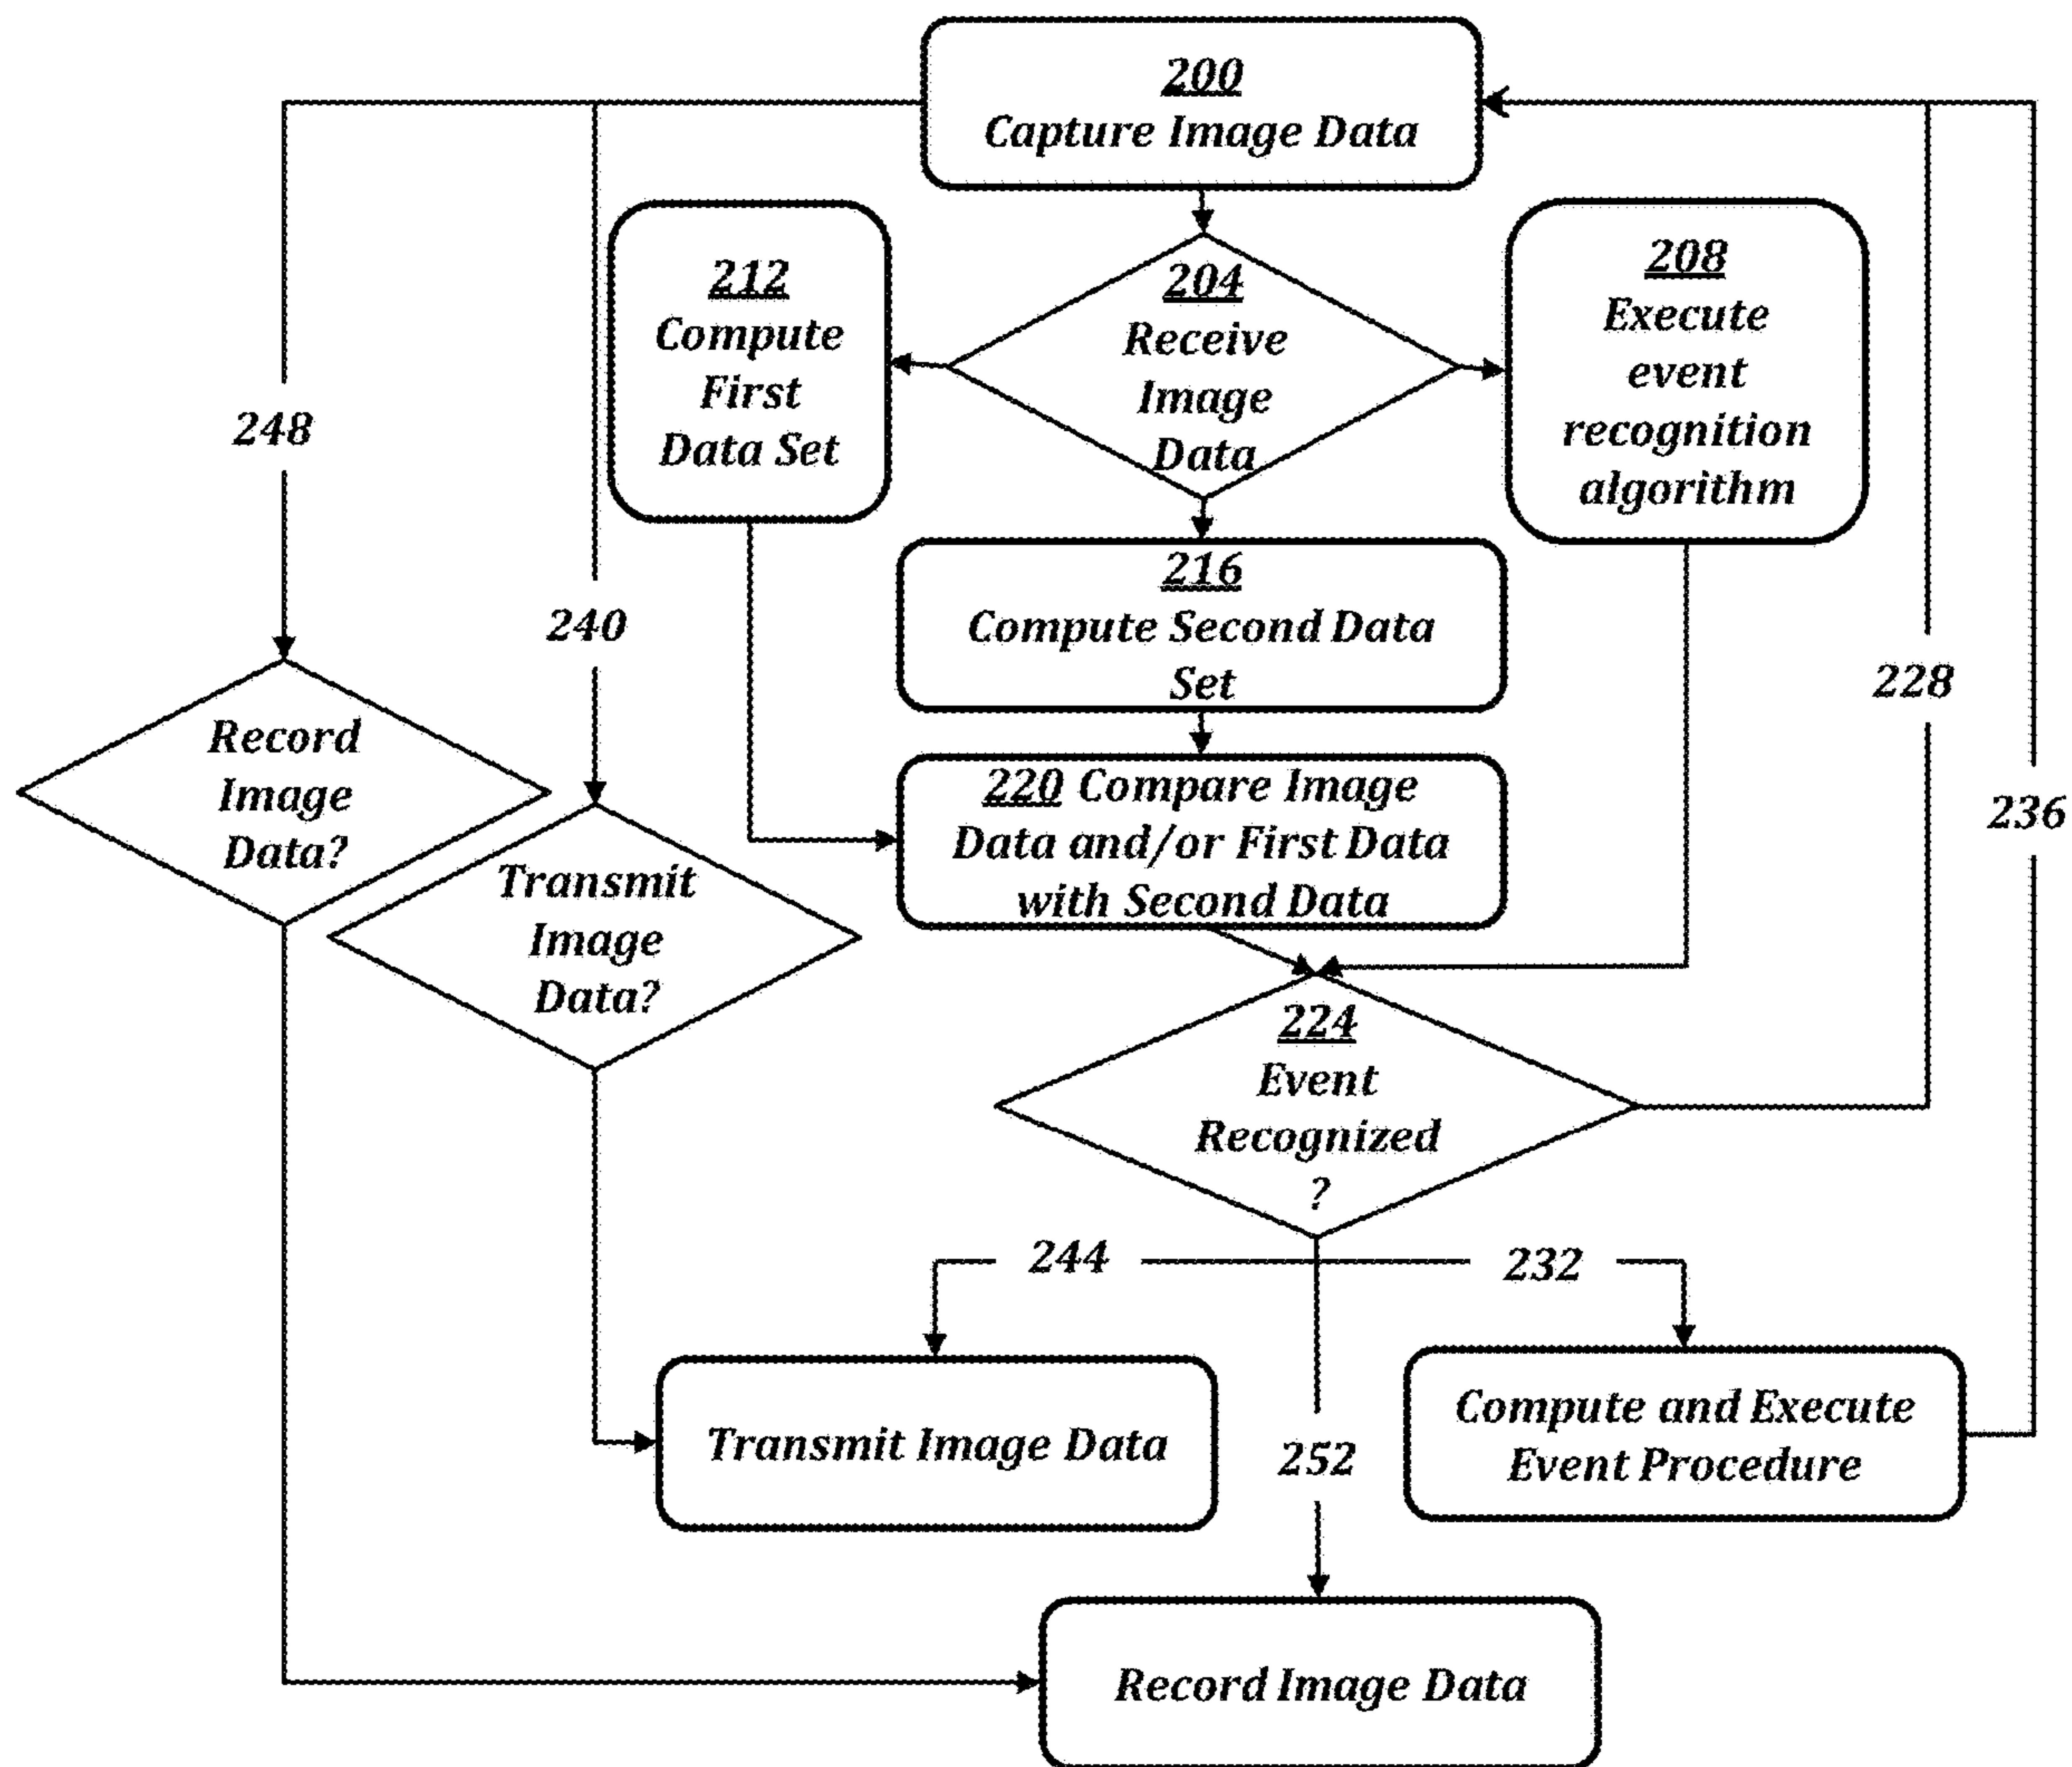 200
Capture Image Data
212
Compute
First
Data Set
204
Receive
Image
Data
208
Execute
event
recognition
algorithm
248
240
216
Compute Second Data
Set
228
236
Record
Image
Data?
220 Compare Image
Data and/or First Data
with Second Data
Transmit
Image
Data?
224
Event
Recognized
?
244
232
Transmit Image Data
252
Compute and Execute
Event Procedure
Record Image Data